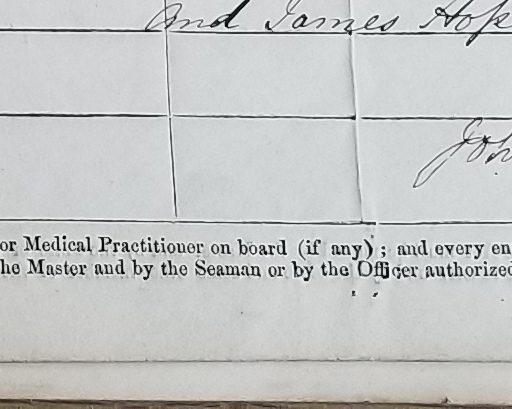 and James Hop
Joh
or Medical Practitioner on board (if any) ; and every en
he Master and by the Seaman or by the Officer authorized